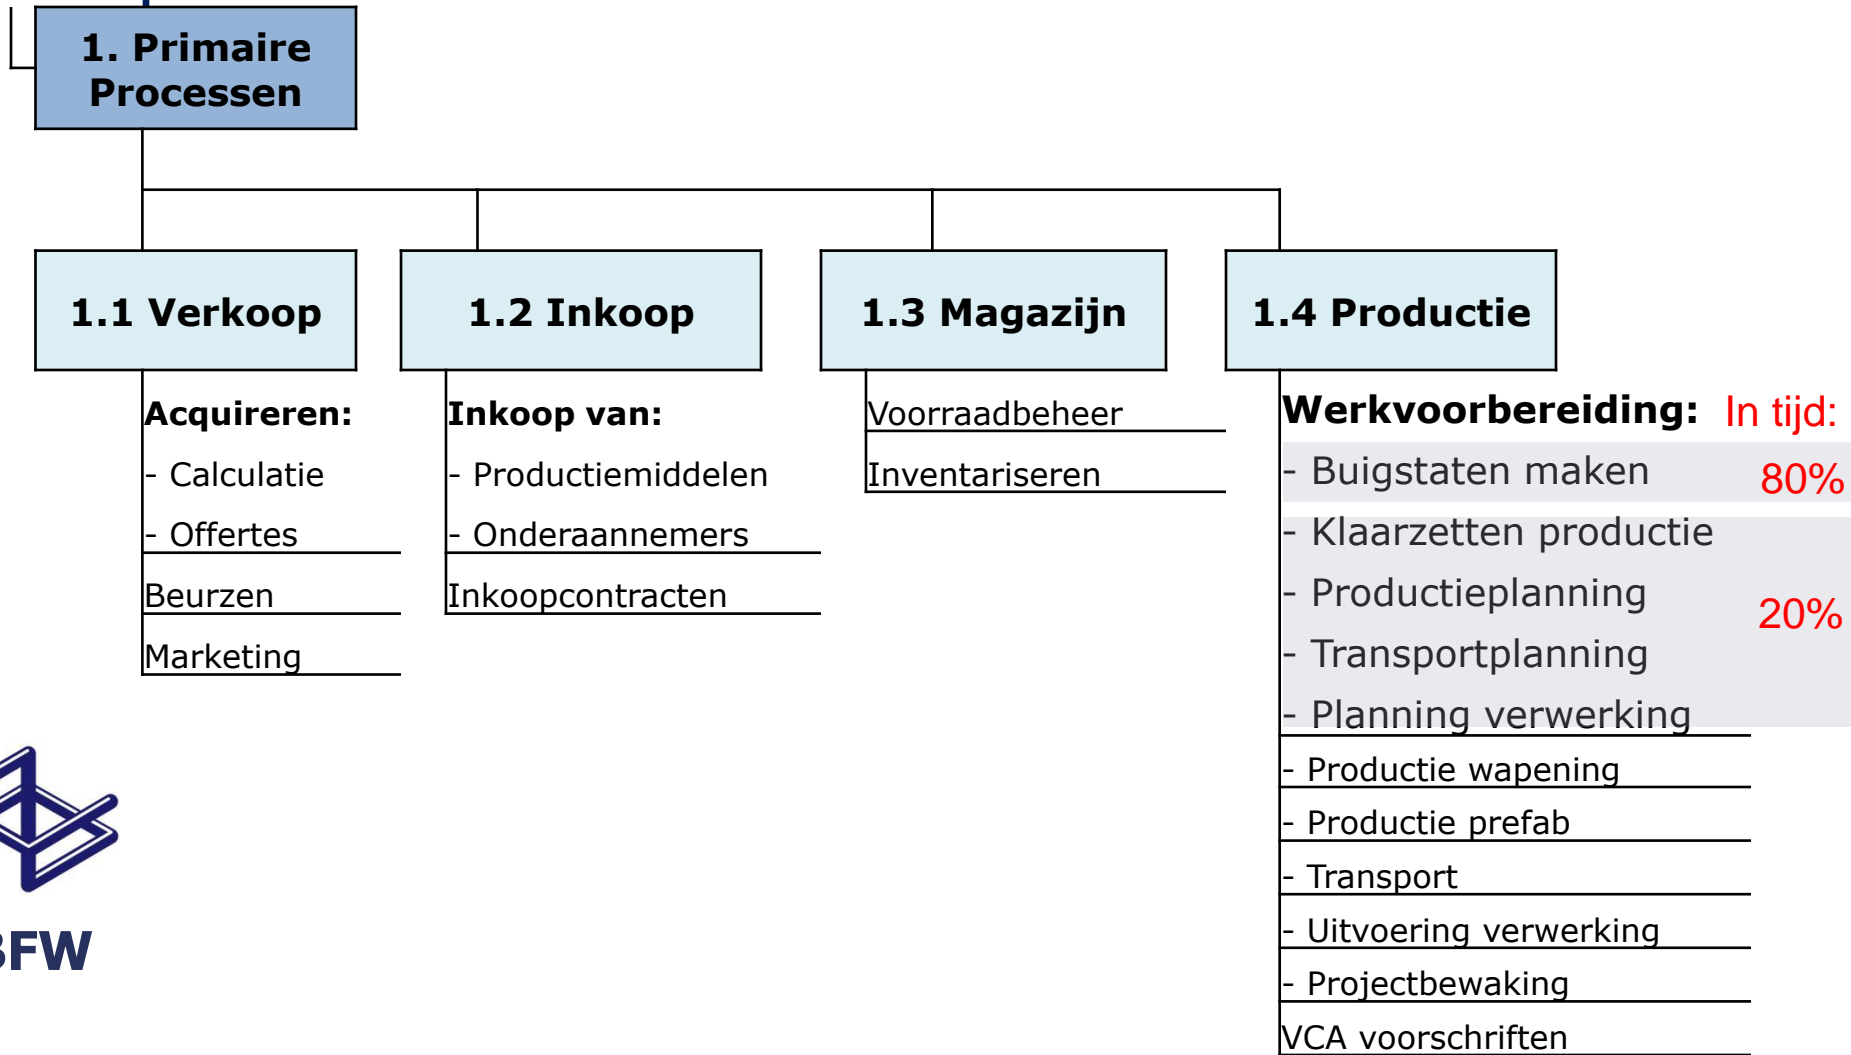 1. Primaire
Processen
1.1 Verkoop
1.2 Inkoop
1.3 Magazijn
1.4 Productie
Acquireren:
- Calculatie
- Offertes
Beurzen
Marketing
Inkoop van:
- Productiemiddelen
- Onderaannemers
Inkoopcontracten
Voorraadbeheer
Inventariseren
Werkvoorbereiding: In tijd:
- Buigstaten maken 80%
- Klaarzetten productie
- Productieplanning
20%
- Transportplanning
- Planning verwerking
- Productie wapening
- Productie prefab
- Transport
- Uitvoering verwerking
- Projectbewaking
VCA voorschriften
BFW